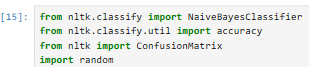 [15]: from nltk.classify import NaiveBayesClassifier
from nltk.classify.util import accuracy
from nltk import ConfusionMatrix
import random